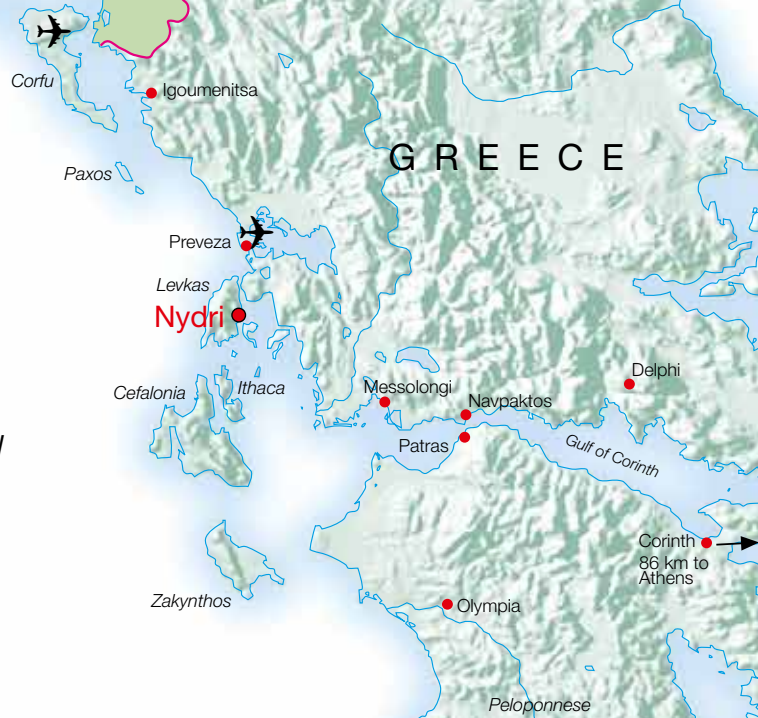 Corfu
Igoumenitsa
GREECE
Paxos
Preveza
Levkas
Nydri
Delphi
Cefalonia
Ithaca
Messolongi
Navpaktos
Patras
Gulf of Corinth
Corinth
86 km to
Athens
Zakynthos
Olympia
Peloponnese